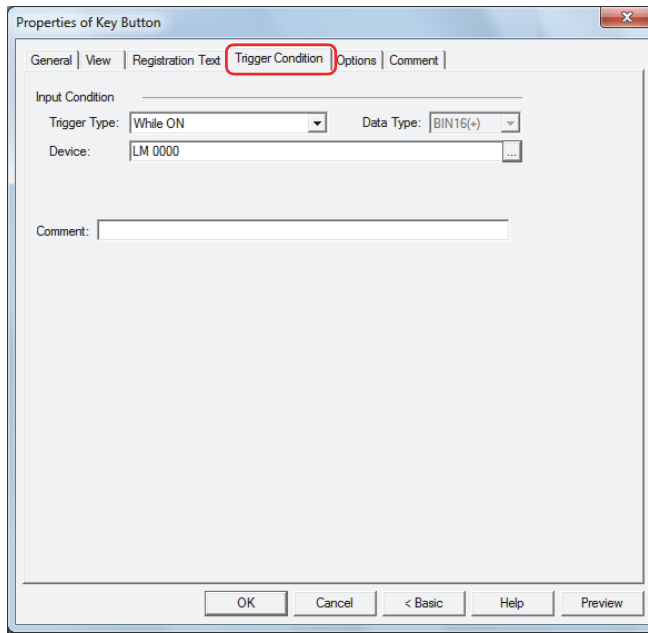 Properties of Key Button
General View Registration Text Trigger Condition Options Comment
Input Condition
Trigger Type: While ON Data Type: BIN16(+)
Device: LM 0000 ...
Comment:
OK Cancel < Basic Help Preview